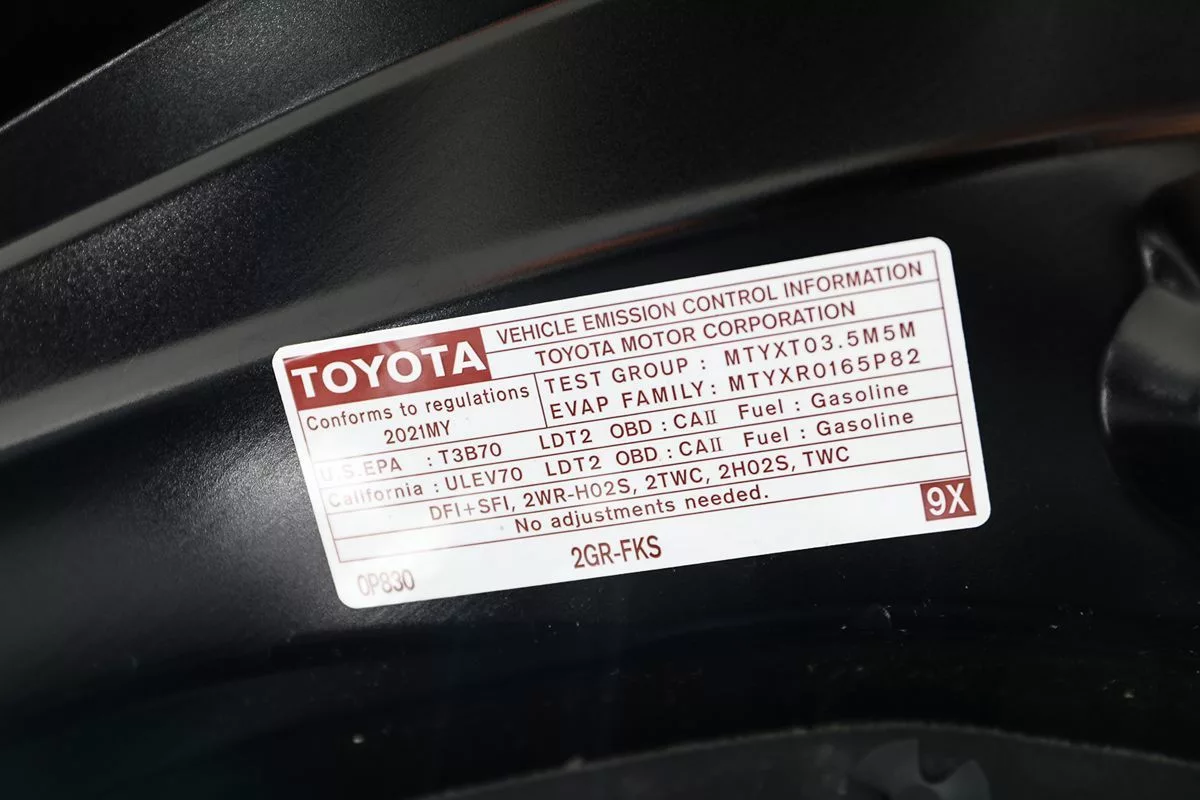 TOYOTA
VEHICLE EMISSION CONTROL INFORMATION
TOYOTA MOTOR CORPORATION
Conforms to regulations
2021MY
TEST GROUP : MTYXT03.5M5M
EVAP FAMILY: MTYXR0165P82
U.S.EPA : T3B70 LDT2 OBD : CAⅡ Fuel : Gasoline
California : ULEV70 LDT2 OBD : CAⅡ Fuel : Gasoline
DFI+SFI, 2WR-HO2S, 2TWC, 2HO2S, TWC
No adjustments needed.
0P830
2GR-FKS
9X